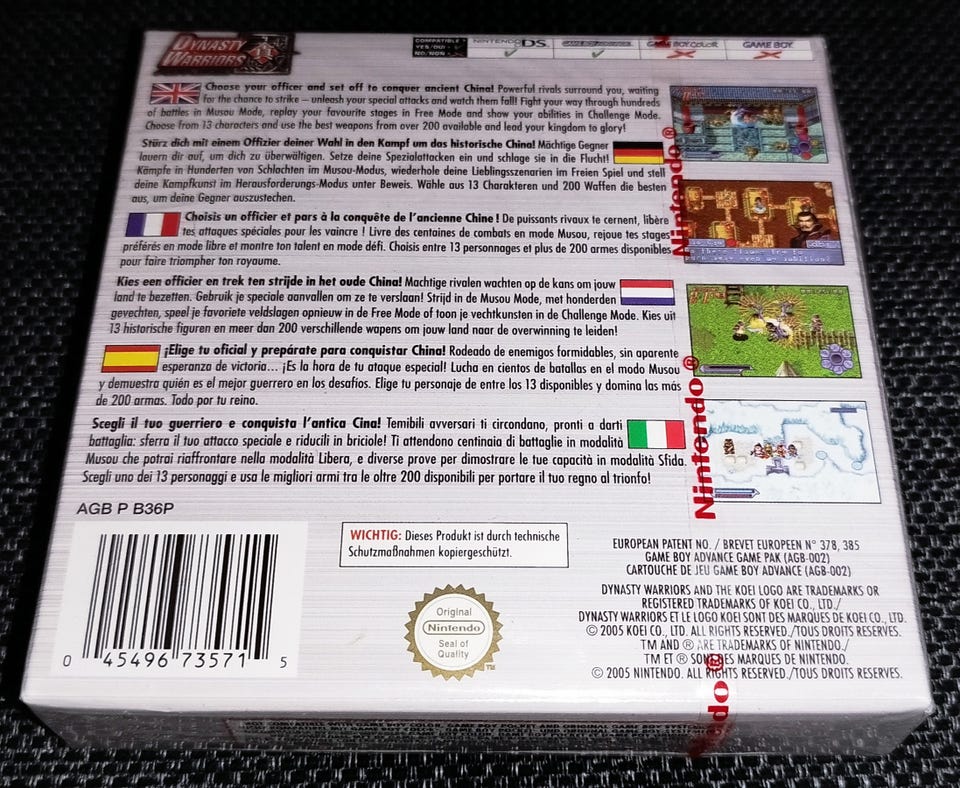 DYNASTY
WARRIORS
COMPATIBLE
YES/OUI
NO/NON
NINTENDO DS
GAME BOY ADVANCE
GAME BOY COLOR
GAME BOY
Choose your officer and set off to conquer ancient China! Powerful rivals surround you, waiting
for the chance to strike – unleash your special attacks and watch them fall! Fight your way through hundreds
of battles in Musou Mode, replay your favourite stages in Free Mode and show your abilities in Challenge Mode.
Choose from 13 characters and use the best weapons from over 200 available and lead your kingdom to glory!
Stürz dich mit einem Offizier deiner Wahl in den Kampf um das historische China! Mächtige Gegner
lauern dir auf, um dich zu überwältigen. Setze deine Spezialattacken ein und schlage sie in die Flucht!
Kämpfe in Hunderten von Schlachten im Musou-Modus, wiederhole deine Lieblingsszenarien im Freien Spiel und stell
deine Kampfkunst im Herausforderungs-Modus unter Beweis. Wähle aus 13 Charakteren und 200 Waffen die besten
aus, um deine Gegner auszustechen.
Choisis un officier et pars à la conquête de l'ancienne Chine ! De puissants rivaux te cernent, libère
tes attaques spéciales pour les vaincre ! Livre des centaines de combats en mode Musou, rejoue tes stages
préférés en mode libre et montre ton talent en mode défi. Choisis entre 13 personnages et plus de 200 armes disponibles
pour faire triompher ton royaume.
Kies een officier en trek ten strijde in het oude China! Machtige rivalen wachten op de kans om jouw
land te bezetten. Gebruik je speciale aanvallen om ze te verslaan! Strijd in de Musou Mode, met honderden
gevechten, speel je favoriete veldslagen opnieuw in de Free Mode of toon je vechtkunsten in de Challenge Mode. Kies uit
13 historische figuren en meer dan 200 verschillende wapens om jouw land naar de overwinning te leiden!
¡Elige tu oficial y prepárate para conquistar China! Rodeado de enemigos formidables, sin aparente
esperanza de victoria... ¡Es la hora de tu ataque especial! Lucha en cientos de batallas en el modo Musou
y demuestra quién es el mejor guerrero en los desafíos. Elige tu personaje de entre los 13 disponibles y domina las más
de 200 armas. Todo por tu reino.
Scegli il tuo guerriero e conquista l'antica Cina! Temibili avversari ti circondano, pronti a darti
battaglia: sferra il tuo attacco speciale e riducili in briciole! Ti attendono centinaia di battaglie in modalità
Musou che potrai riaffrontare nella modalità Libera, e diverse prove per dimostrare le tue capacità in modalità Sfida.
Scegli uno dei 13 personaggi e usa le migliori armi tra le oltre 200 disponibili per portare il tuo regno al trionfo!
Nintendo®
Nintendo®
AGB P B36P
0 45496 73571 5
WICHTIG: Dieses Produkt ist durch technische
Schutzmaßnahmen kopiergeschützt.
Original
Nintendo
Seal of
Quality
TM
EUROPEAN PATENT NO. / BREVET EUROPEEN N° 378, 385
GAME BOY ADVANCE GAME PAK (AGB-002)
CARTOUCHE DE JEU GAME BOY ADVANCE (AGB-002)
DYNASTY WARRIORS AND THE KOEI LOGO ARE TRADEMARKS OR
REGISTERED TRADEMARKS OF KOEI CO., LTD./
DYNASTY WARRIORS ET LE LOGO KOEI SONT DES MARQUES DE KOEI CO., LTD.
© 2005 KOEI CO., LTD. ALL RIGHTS RESERVED./TOUS DROITS RESERVES.
TM AND ® ARE TRADEMARKS OF NINTENDO./
TM ET ® SONT DES MARQUES DE NINTENDO.
© 2005 NINTENDO. ALL RIGHTS RESERVED./TOUS DROITS RESERVES.
ndo®